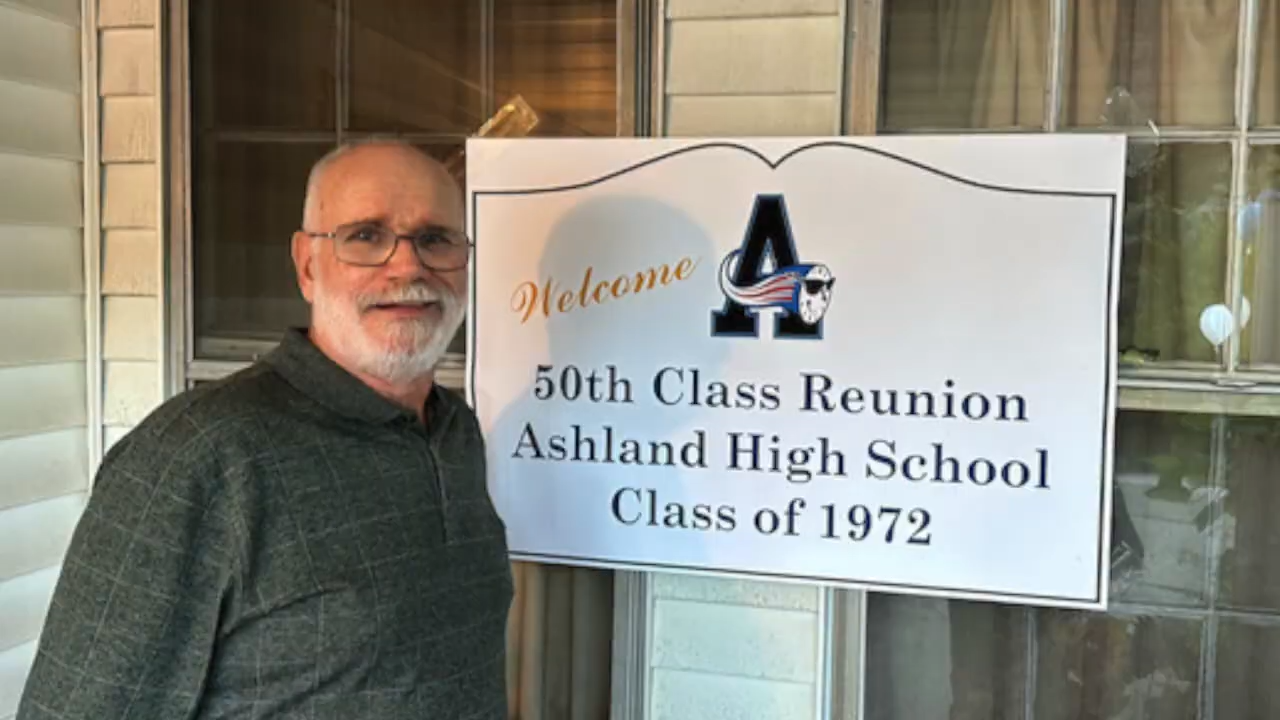 Welcome
A
50th Class Reunion
Ashland High School
Class of 1972